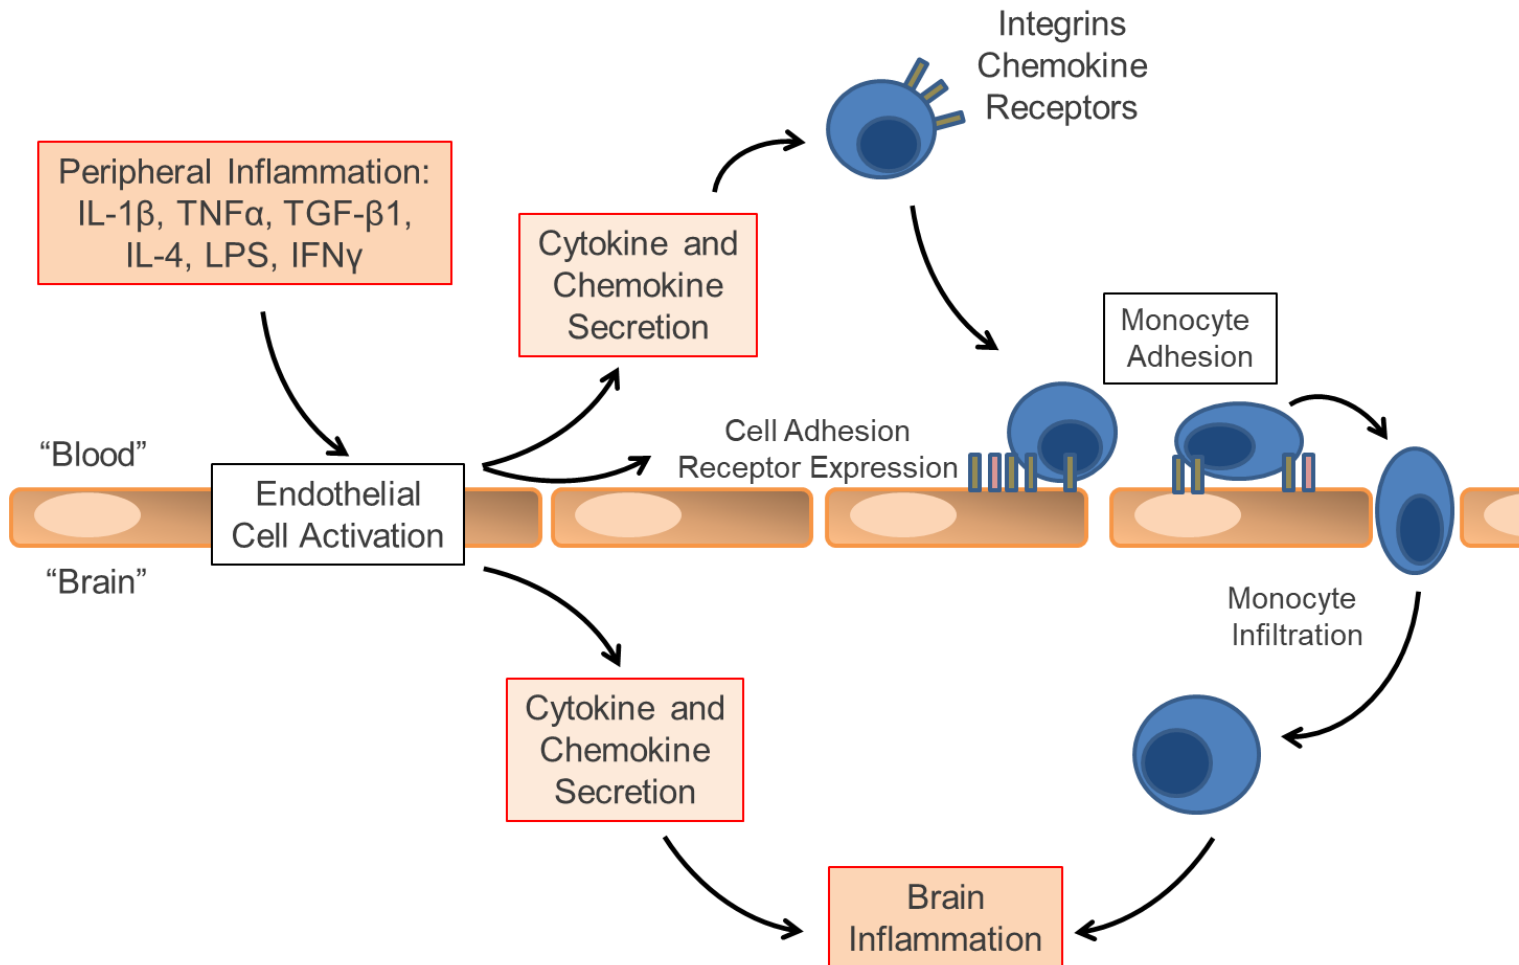 Integrins
Chemokine
Receptors
Peripheral Inflammation:
IL-1β, TNFα, TGF-β1,
IL-4, LPS, IFNγ
Cytokine and
Chemokine
Secretion
Monocyte
Adhesion
Cell Adhesion
Receptor Expression
“Blood”
Endothelial
Cell Activation
“Brain”
Monocyte
Infiltration
Cytokine and
Chemokine
Secretion
Brain
Inflammation